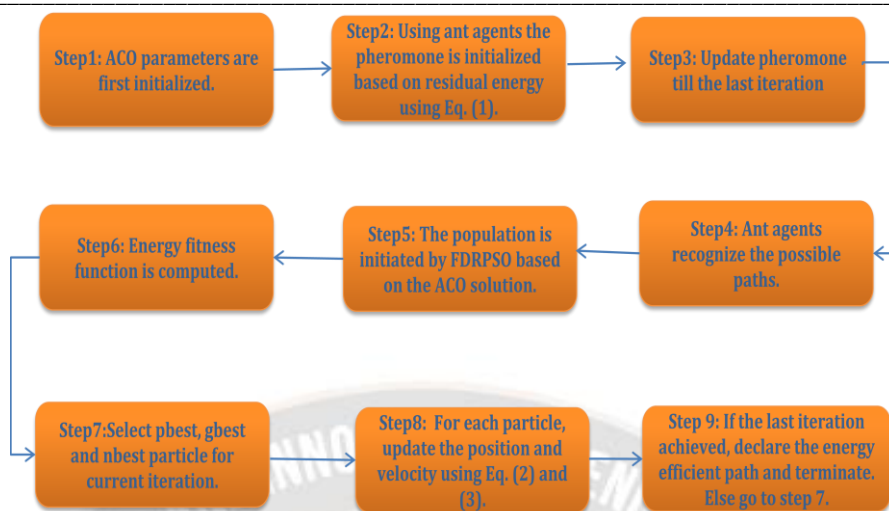 Step1: ACO parameters are
first initialized.
Step2: Using ant agents the
pheromone is initialized
based on residual energy
using Eq. (1).
Step3: Update pheromone
till the last iteration
Step4: Ant agents
recognize the possible
paths.
Step5: The population is
initiated by FDRPSO based
on the ACO solution.
Step6: Energy fitness
function is computed.
Step7:Select pbest, gbest
and nbest particle for
current iteration.
Step8: For each particle,
update the position and
velocity using Eq. (2) and
(3).
Step 9: If the last iteration
achieved, declare the energy
efficient path and terminate.
Else go to step 7.